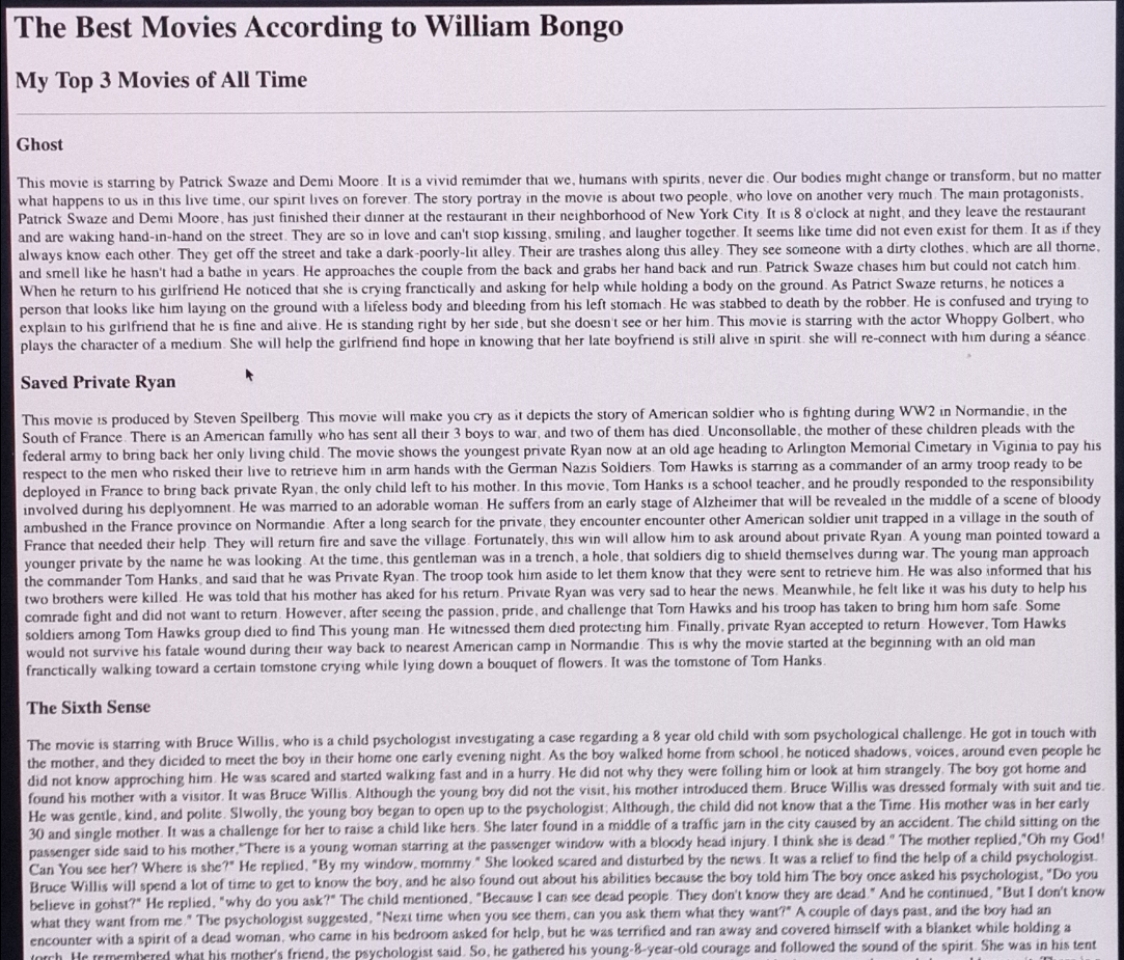 The Best Movies According to William Bongo
My Top 3 Movies of All Time
Ghost
This movie is starring by Patrick Swaze and Demi Moore. It is a vivid remimder that we, humans with spirits, never die. Our bodies might change or transform, but no matter
what happens to us in this live time, our spirit lives on forever. The story portray in the movie is about two people, who love on another very much. The main protagonists,
Patrick Swaze and Demi Moore, has just finished their dinner at the restaurant in their neighborhood of New York City. It is 8 o'clock at night, and they leave the restaurant
and are waking hand-in-hand on the street. They are so in love and can't stop kissing, smiling, and laugher together. It seems like time did not even exist for them. It as if they
always know each other. They get off the street and take a dark-poorly-lit alley. Their are trashes along this alley. They see someone with a dirty clothes, which are all thorne,
and smell like he hasn't had a bathe in years. He approaches the couple from the back and grabs her hand back and run. Patrick Swaze chases him but could not catch him.
When he return to his girlfriend He noticed that she is crying franctically and asking for help while holding a body on the ground. As Patrict Swaze returns, he notices a
person that looks like him laying on the ground with a lifeless body and bleeding from his left stomach. He was stabbed to death by the robber. He is confused and trying to
explain to his girlfriend that he is fine and alive. He is standing right by her side, but she doesn't see or her him. This movie is starring with the actor Whoppy Golbert, who
plays the character of a medium. She will help the girlfriend find hope in knowing that her late boyfriend is still alive in spirit. she will re-connect with him during a séance.
Saved Private Ryan
This movie is produced by Steven Spellberg. This movie will make you cry as it depicts the story of American soldier who is fighting during WW2 in Normandie, in the
South of France. There is an American familly who has sent all their 3 boys to war, and two of them has died. Unconsollable, the mother of these children pleads with the
federal army to bring back her only living child. The movie shows the youngest private Ryan now at an old age heading to Arlington Memorial Cimetary in Viginia to pay his
respect to the men who risked their live to retrieve him in arm hands with the German Nazis Soldiers. Tom Hawks is starring as a commander of an army troop ready to be
deployed in France to bring back private Ryan, the only child left to his mother. In this movie, Tom Hanks is a school teacher, and he proudly responded to the responsibility
involved during his deplyomnent. He was married to an adorable woman. He suffers from an early stage of Alzheimer that will be revealed in the middle of a scene of bloody
ambushed in the France province on Normandie. After a long search for the private, they encounter encounter other American soldier unit trapped in a village in the south of
France that needed their help. They will return fire and save the village. Fortunately, this win will allow him to ask around about private Ryan. A young man pointed toward a
younger private by the name he was looking. At the time, this gentleman was in a trench, a hole, that soldiers dig to shield themselves during war. The young man approach
the commander Tom Hanks, and said that he was Private Ryan. The troop took him aside to let them know that they were sent to retrieve him. He was also informed that his
two brothers were killed. He was told that his mother has aked for his return. Private Ryan was very sad to hear the news. Meanwhile, he felt like it was his duty to help his
comrade fight and did not want to return. However, after seeing the passion, pride, and challenge that Tom Hawks and his troop has taken to bring him hom safe. Some
soldiers among Tom Hawks group died to find This young man. He witnessed them died protecting him. Finally, private Ryan accepted to return. However, Tom Hawks
would not survive his fatale wound during their way back to nearest American camp in Normandie. This is why the movie started at the beginning with an old man
franctically walking toward a certain tomstone crying while lying down a bouquet of flowers. It was the tomstone of Tom Hanks.
The Sixth Sense
The movie is starring with Bruce Willis, who is a child psychologist investigating a case regarding a 8 year old child with som psychological challenge. He got in touch with
the mother, and they dicided to meet the boy in their home one early evening night. As the boy walked home from school, he noticed shadows, voices, around even people he
did not know approching him. He was scared and started walking fast and in a hurry. He did not why they were folling him or look at him strangely. The boy got home and
found his mother with a visitor. It was Bruce Willis. Although the young boy did not the visit, his mother introduced them. Bruce Willis was dressed formaly with suit and tie.
He was gentle, kind, and polite. Slwolly, the young boy began to open up to the psychologist; Although, the child did not know that a the Time. His mother was in her early
30 and single mother. It was a challenge for her to raise a child like hers. She later found in a middle of a traffic jam in the city caused by an accident. The child sitting on the
passenger side said to his mother,"There is a young woman starring at the passenger window with a bloody head injury. I think she is dead." The mother replied,"Oh my God!
Can You see her? Where is she?" He replied, "By my window, mommy." She looked scared and disturbed by the news. It was a relief to find the help of a child psychologist.
Bruce Willis will spend a lot of time to get to know the boy, and he also found out about his abilities because the boy told him The boy once asked his psychologist, "Do you
believe in gohst?" He replied, "why do you ask?" The child mentioned, "Because I can see dead people. They don't know they are dead." And he continued, "But I don't know
what they want from me." The psychologist suggested, "Next time when you see them, can you ask them what they want?" A couple of days past, and the boy had an
encounter with a spirit of a dead woman, who came in his bedroom asked for help, but he was terrified and ran away and covered himself with a blanket while holding a
torch. He remembered what his mother's friend, the psychologist said. So, he gathered his young-8-year-old courage and followed the sound of the spirit. She was in his tent